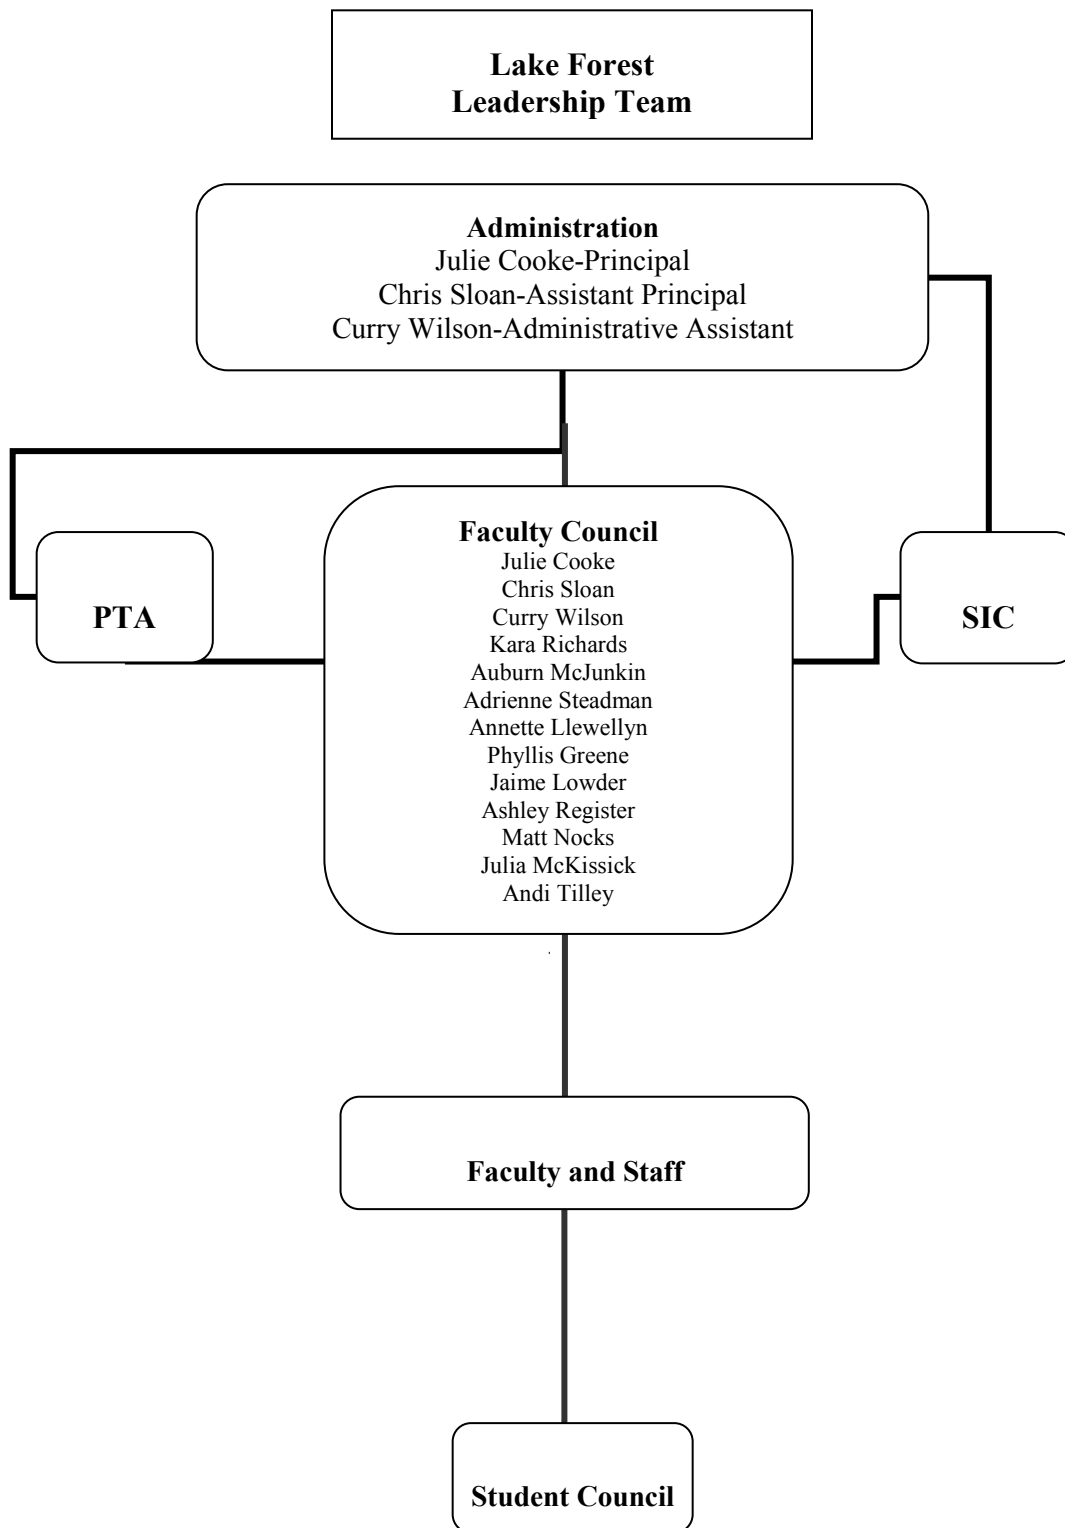 Lake Forest
Leadership Team
Administration
Julie Cooke-Principal
Chris Sloan-Assistant Principal
Curry Wilson-Administrative Assistant
Faculty Council
Julie Cooke
Chris Sloan
Curry Wilson
Kara Richards
Auburn McJunkin
Adrienne Steadman
Annette Llewellyn
Phyllis Greene
Jaime Lowder
Ashley Register
Matt Nocks
Julia McKissick
Andi Tilley
PTA
SIC
Faculty and Staff
Student Council